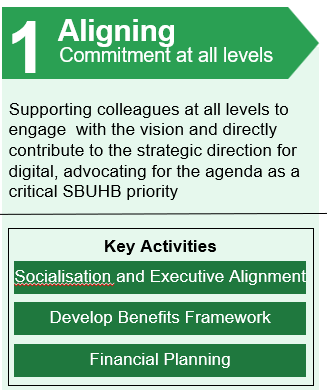 1 Aligning
Commitment at all levels
Supporting colleagues at all levels to
engage  with the vision and directly
contribute to the strategic direction for
digital, advocating for the agenda as a
critical SBUHB priority
Key Activities
Socialisation and Executive Alignment
Develop Benefits Framework
Financial Planning